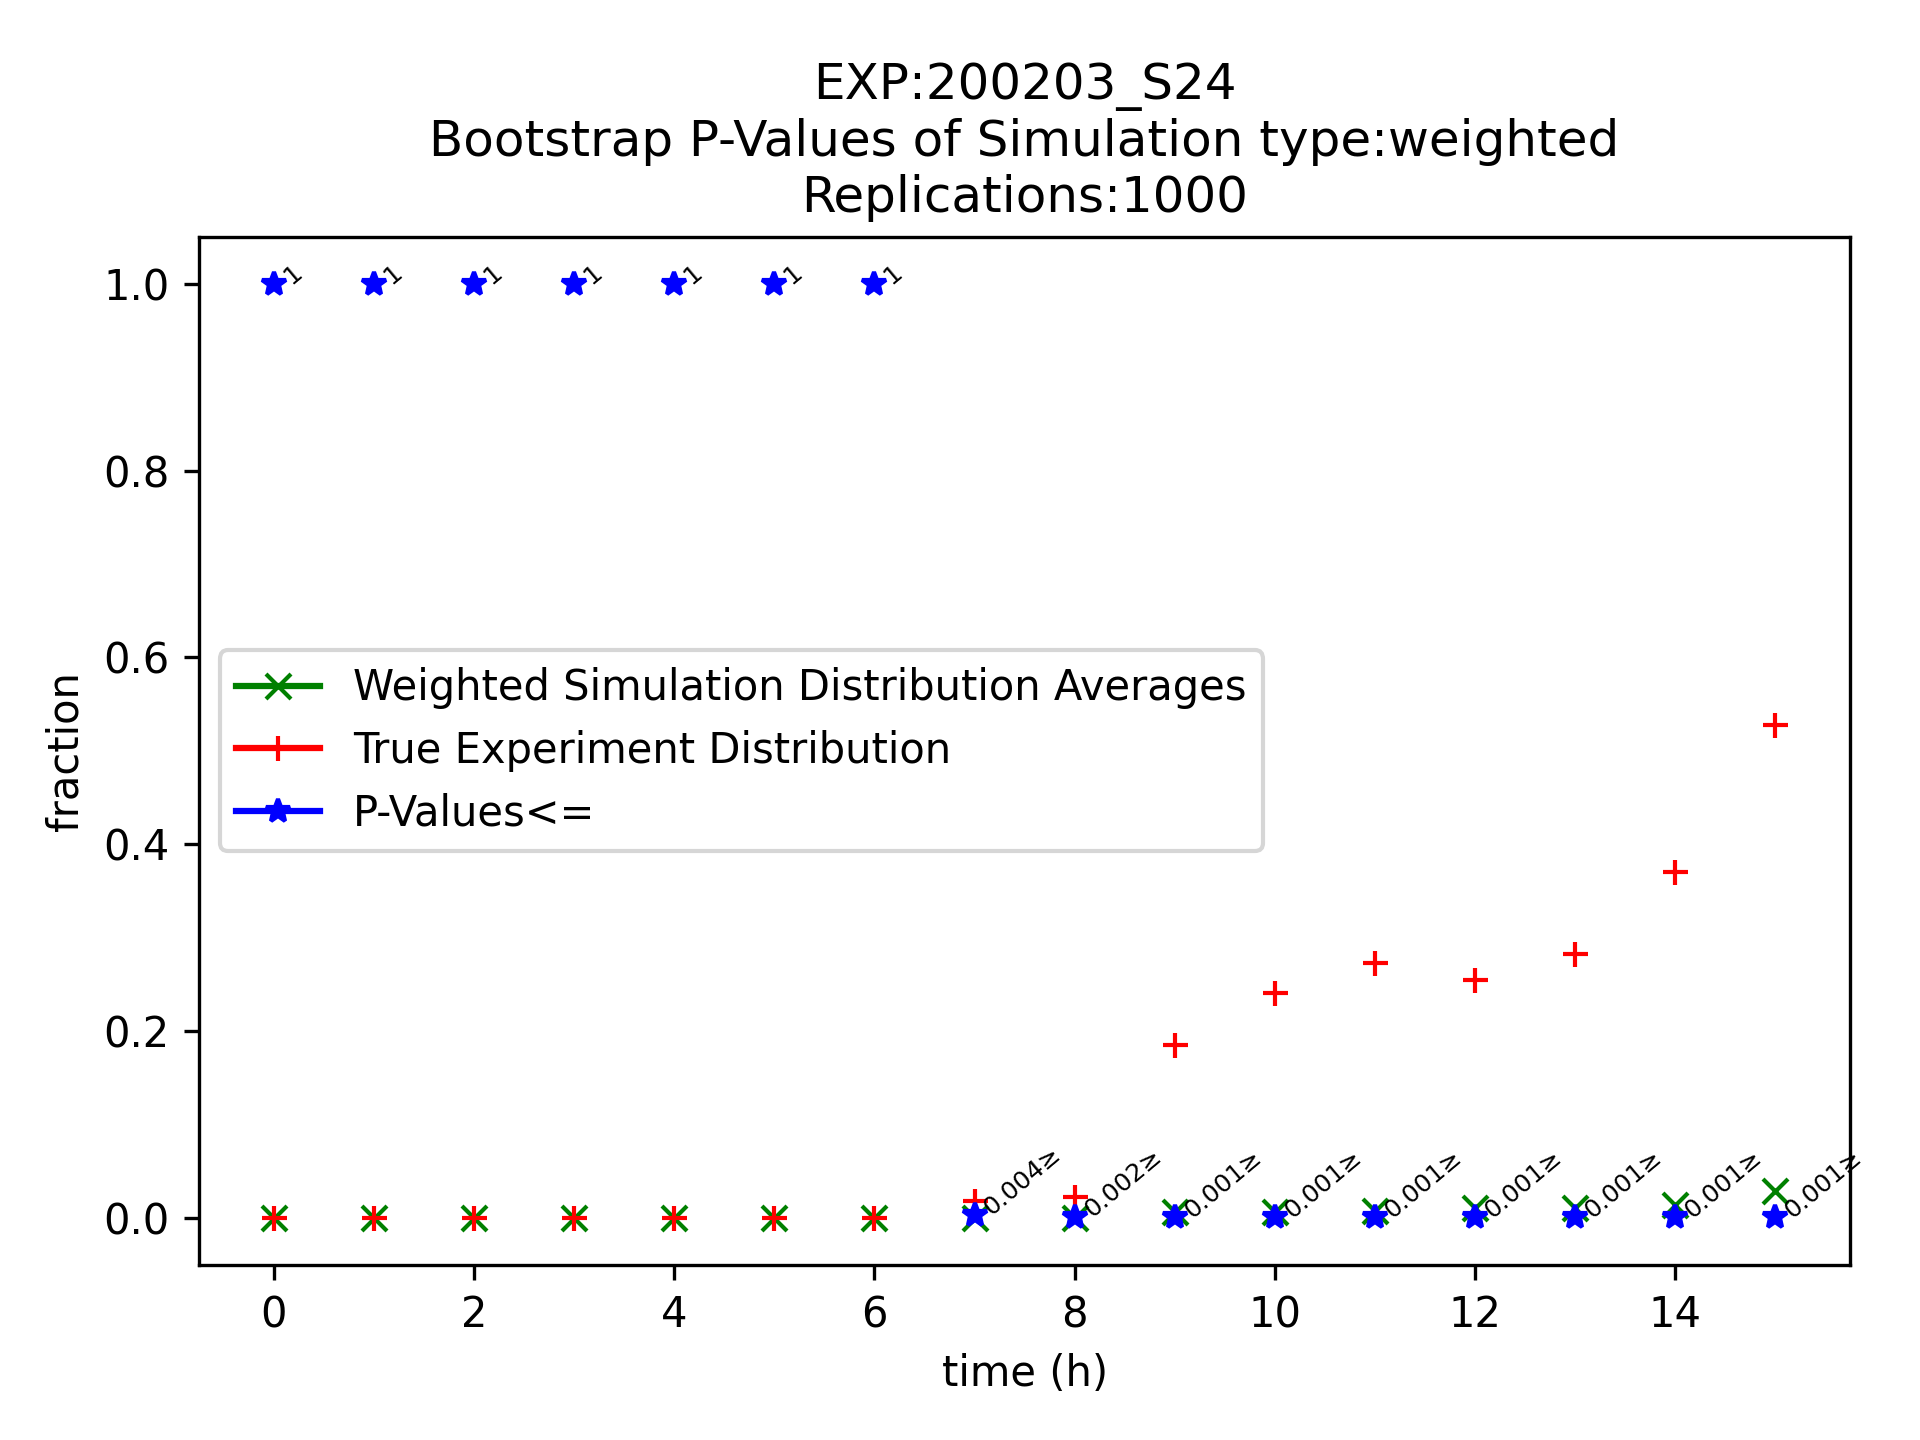 EXP:200203_S24
Bootstrap P-Values of Simulation type:weighted
Replications:1000
1.0
0.8
0.6
0.4
0.2
0.0
fraction
1 1 1 1 1 1 1
Weighted Simulation Distribution Averages
True Experiment Distribution
P-Values<=
0.004≥ 0.002≥ 0.001≥ 0.001≥ 0.001≥ 0.001≥ 0.001≥ 0.001≥ 0.001≥
0 2 4 6 8 10 12 14
time (h)